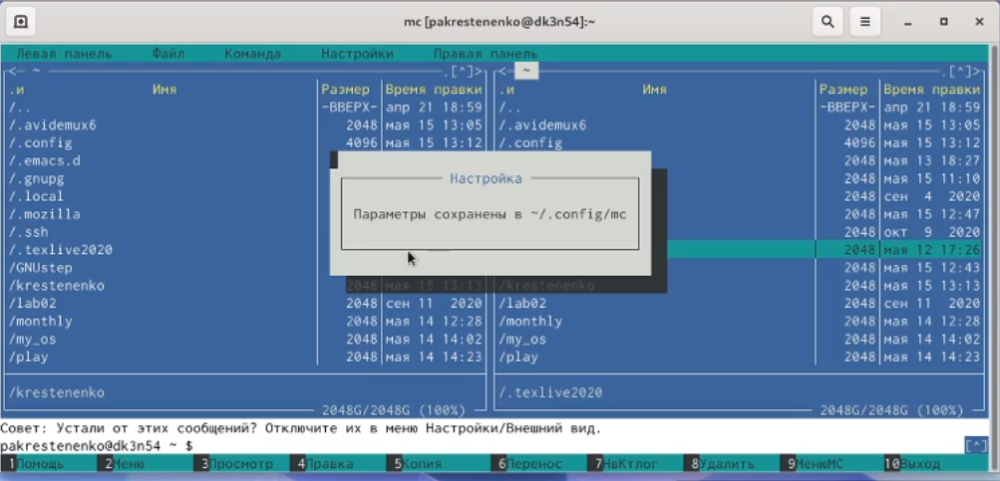 mc [pakrestenenko@dk3n54]:~
Левая панель Файл Команда Настройки Правая панель
<- ~ .[^]> <- ~ .[^]>
.и Имя Размер Время правки .и Имя Размер Время правки
/.. -ВВЕРХ- апр 21 18:59 /.. -ВВЕРХ- апр 21 18:59
/.avidemux6 2048 мая 15 13:05 /.avidemux6 2048 мая 15 13:05
/.config 4096 мая 15 13:12 /.config 4096 мая 15 13:12
/.emacs.d 2048 мая 13 18:27
/.gnupg 2048 мая 15 11:10
/.local 2048 сен 4 2020
/.mozilla 2048 мая 15 12:47
/.ssh 2048 окт 9 2020
/.texlive2020 2048 мая 12 17:26
/GNUstep 2048 мая 15 12:43
/krestenenko 2048 мая 15 13:13 /krestenenko 2048 мая 15 13:13
/lab02 2048 сен 11 2020 /lab02 2048 сен 11 2020
/monthly 2048 мая 14 12:28 /monthly 2048 мая 14 12:28
/my_os 2048 мая 14 14:02 /my_os 2048 мая 14 14:02
/play 2048 мая 14 14:23 /play 2048 мая 14 14:23
Настройка
Параметры сохранены в ~/.config/mc
/krestenenko /.texlive2020
2048G/2048G (100%) 2048G/2048G (100%)
Совет: Устали от этих сообщений? Отключите их в меню Настройки/Внешний вид.
pakrestenenko@dk3n54 ~ $ [^]
1Помощь 2Меню 3Просмотр 4Правка 5Копия 6Перенос 7НвКтлог 8Удалить 9МенюМС 10Выход